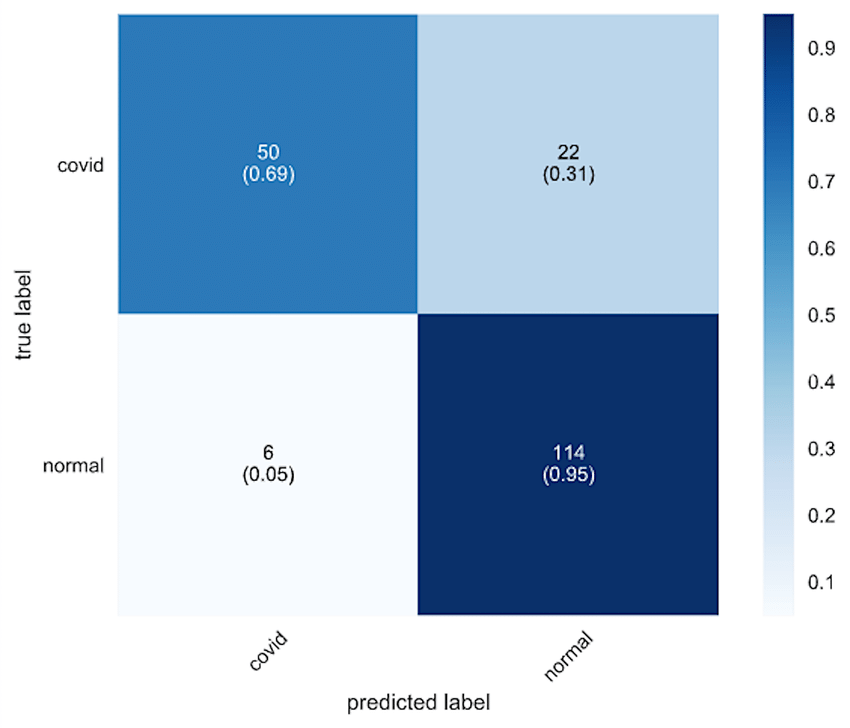 covid
50
(0.69)
22
(0.31)
normal
6
(0.05)
114
(0.95)
true label
covid
normal
predicted label
0.9
0.8
0.7
0.6
0.5
0.4
0.3
0.2
0.1